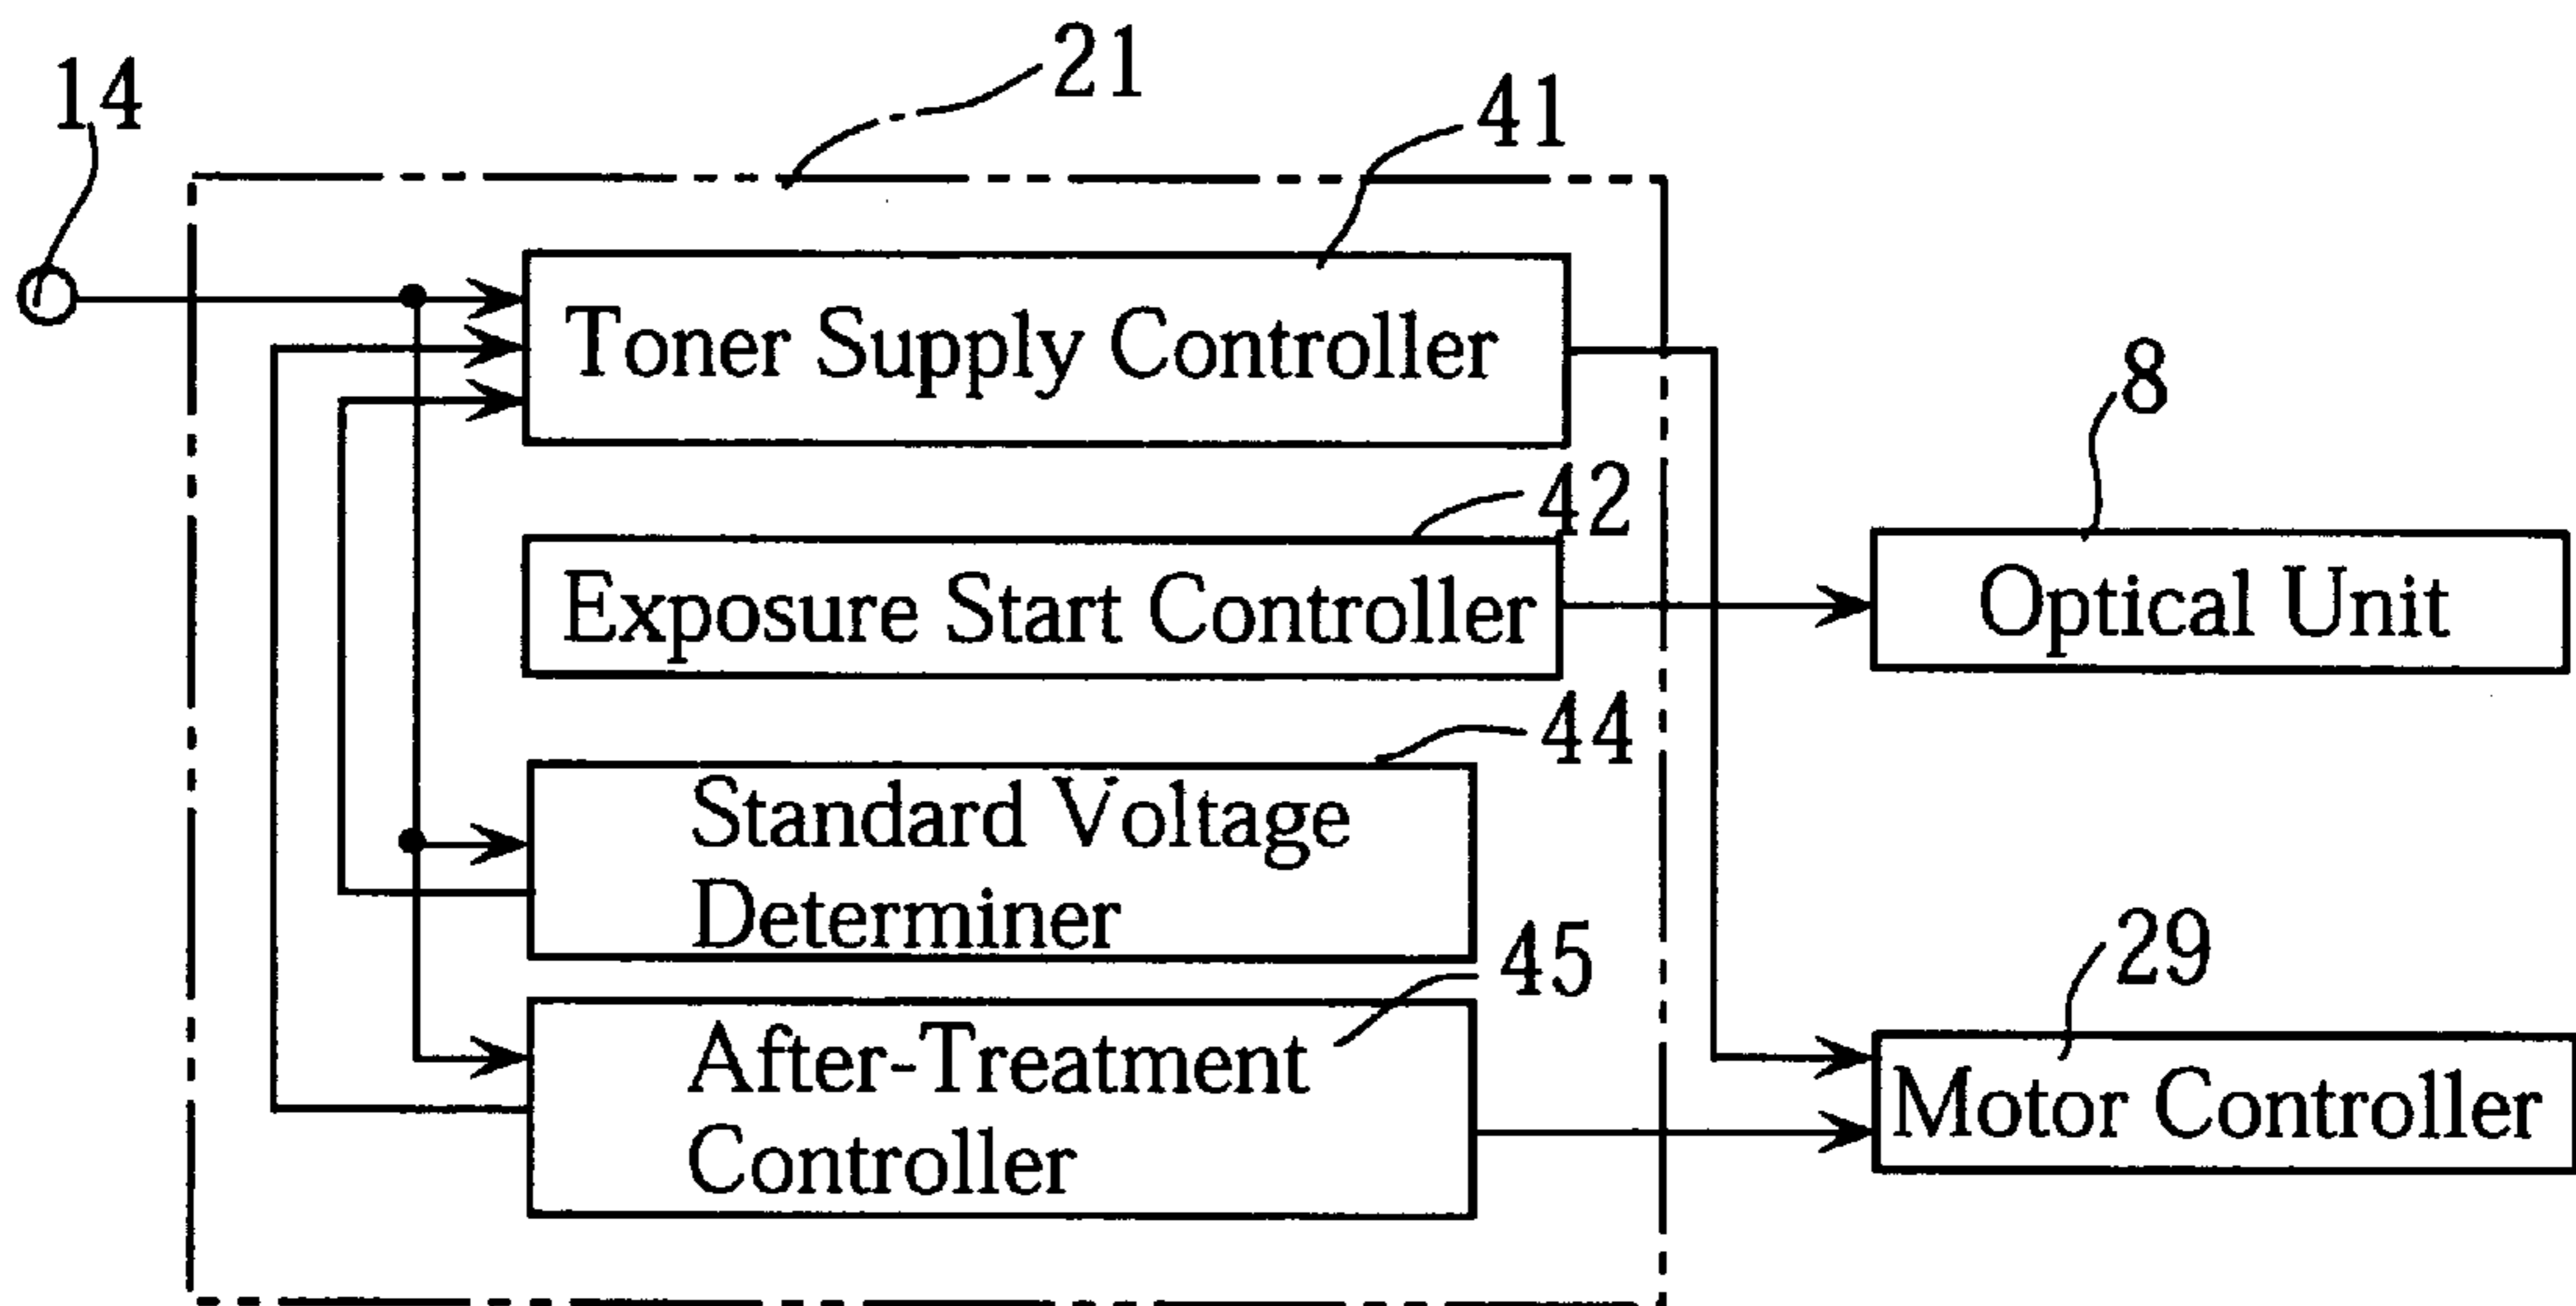 14
21
41
Toner Supply Controller
42
Exposure Start Controller
8
Optical Unit
44
Standard Voltage
Determiner
45
After-Treatment
Controller
29
Motor Controller